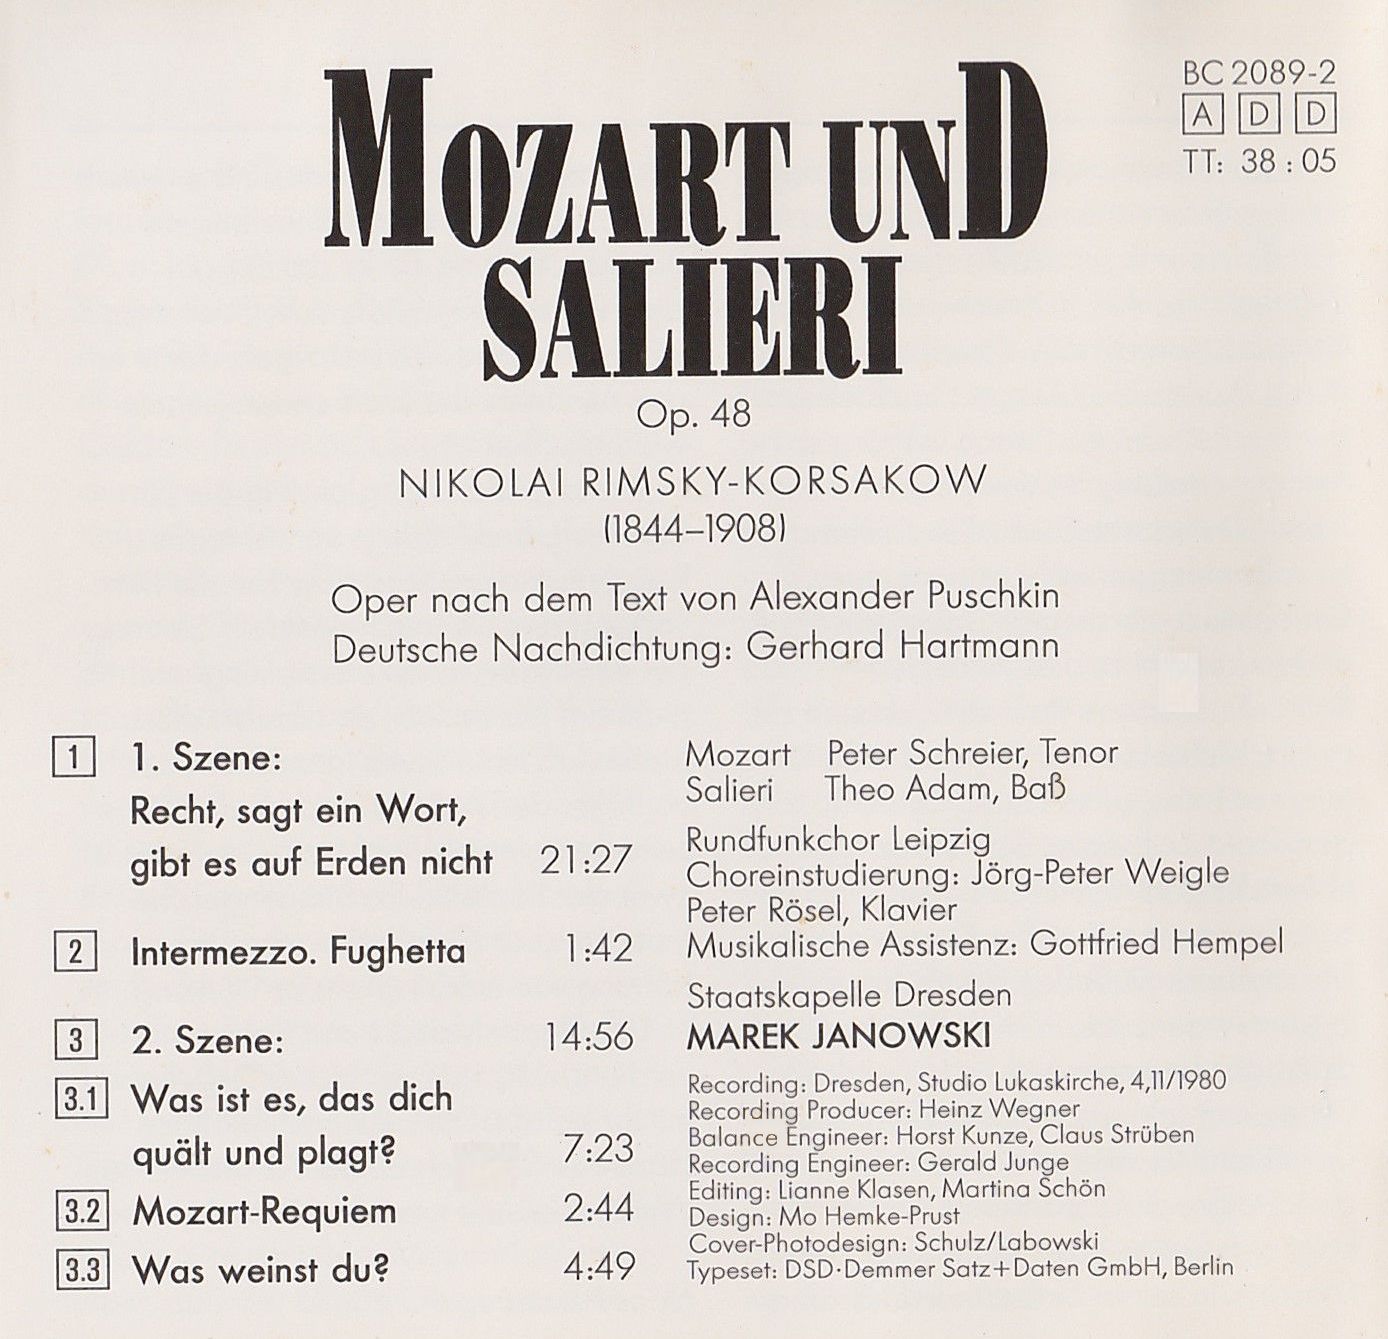 MOZART UND
SALIERI
BC 2089-2
A D D
TT: 38 : 05
Op. 48
NIKOLAI RIMSKY-KORSAKOW
(1844–1908)
Oper nach dem Text von Alexander Puschkin
Deutsche Nachdichtung: Gerhard Hartmann
1 1. Szene:
Recht, sagt ein Wort,
gibt es auf Erden nicht 21:27
2 Intermezzo. Fughetta 1:42
3 2. Szene: 14:56
3.1 Was ist es, das dich
quält und plagt? 7:23
3.2 Mozart-Requiem 2:44
3.3 Was weinst du? 4:49
Mozart Peter Schreier, Tenor
Salieri Theo Adam, Baß
Rundfunkchor Leipzig
Choreinstudierung: Jörg-Peter Weigle
Peter Rösel, Klavier
Musikalische Assistenz: Gottfried Hempel
Staatskapelle Dresden
MAREK JANOWSKI
Recording: Dresden, Studio Lukaskirche, 4,11/1980
Recording Producer: Heinz Wegner
Balance Engineer: Horst Kunze, Claus Strüben
Recording Engineer: Gerald Junge
Editing: Lianne Klasen, Martina Schön
Design: Mo Hemke-Prust
Cover-Photodesign: Schulz/Labowski
Typeset: DSD·Demmer Satz+Daten GmbH, Berlin